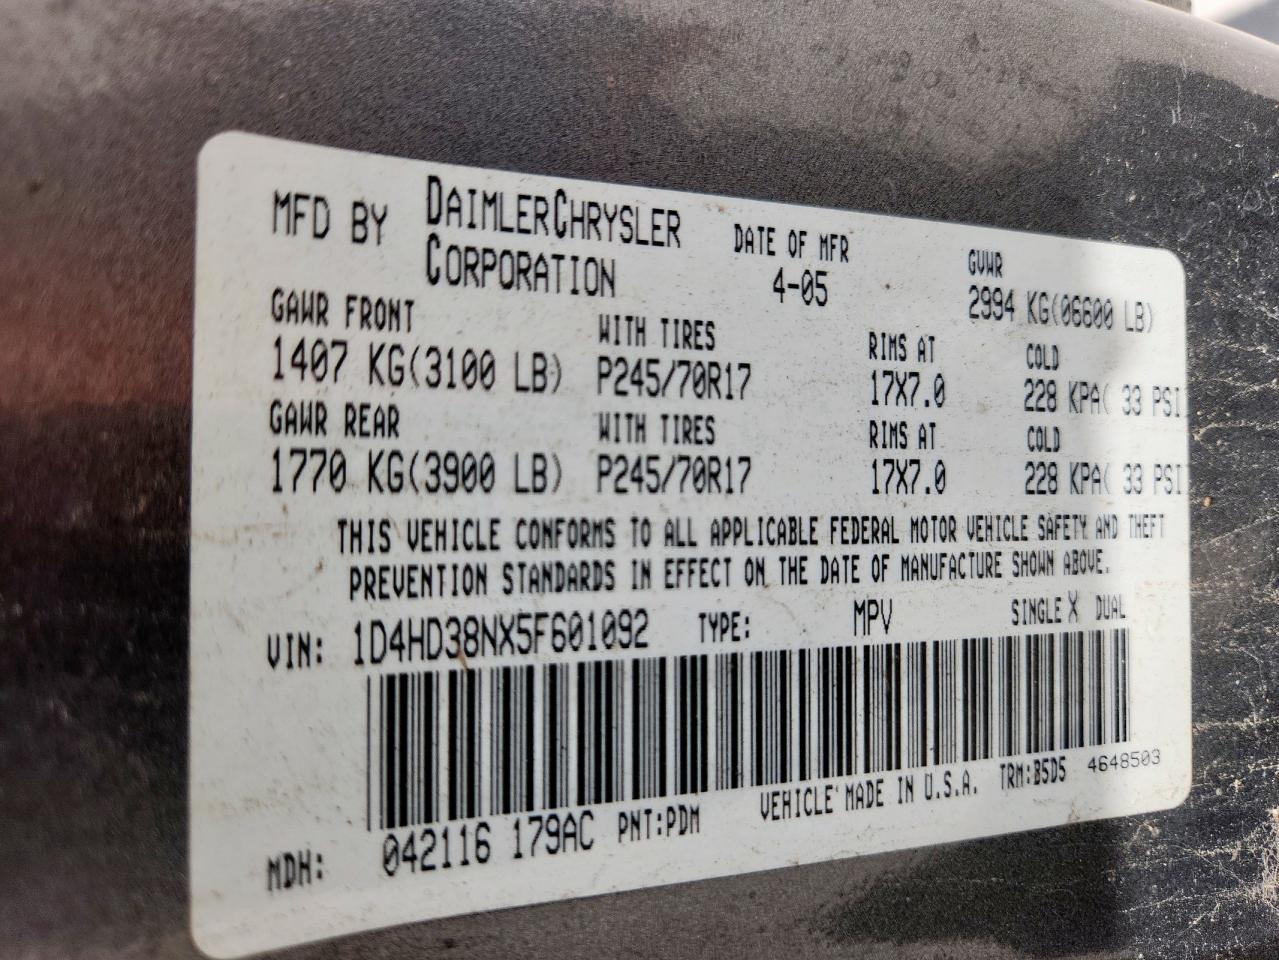 MFD BY DAIMLERCHRYSLER CORPORATION
DATE OF MFR 4-05
GVWR 2994 KG(06600 LB)
GAWR FRONT WITH TIRES RIMS AT COLD
1407 KG(3100 LB) P245/70R17 17X7.0 228 KPA( 33 PSI
GAWR REAR WITH TIRES RIMS AT COLD
1770 KG(3900 LB) P245/70R17 17X7.0 228 KPA( 33 PSI
THIS VEHICLE CONFORMS TO ALL APPLICABLE FEDERAL MOTOR VEHICLE SAFETY AND THEFT
PREVENTION STANDARDS IN EFFECT ON THE DATE OF MANUFACTURE SHOWN ABOVE.
VIN: 1D4HD38NX5F601092 TYPE: MPV SINGLE X DUAL
MDH: 042116 179AC PNT:PDM VEHICLE MADE IN U.S.A. TRM:B5D5 4648503